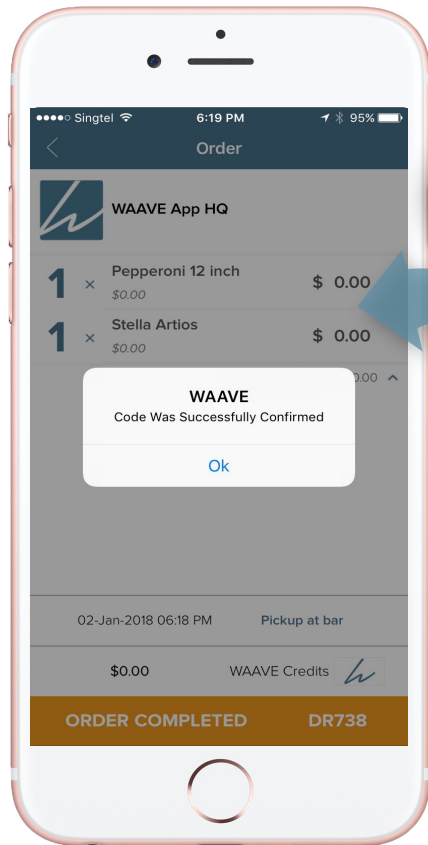 Singtel 6:19 PM 95%
Order
WAAVE App HQ
1 × Pepperoni 12 inch $ 0.00
$0.00
1 × Stella Artios $ 0.00
$0.00
0.00
WAAVE
Code Was Successfully Confirmed
Ok
02-Jan-2018 06:18 PM Pickup at bar
$0.00 WAAVE Credits
ORDER COMPLETED DR738